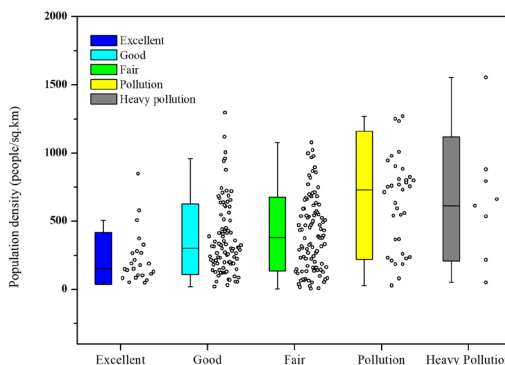 2000
1500
1000
500
0
Population density (people/sq.km)
Excellent
Good
Fair
Pollution
Heavy pollution
Excellent Good Fair Pollution Heavy Pollution